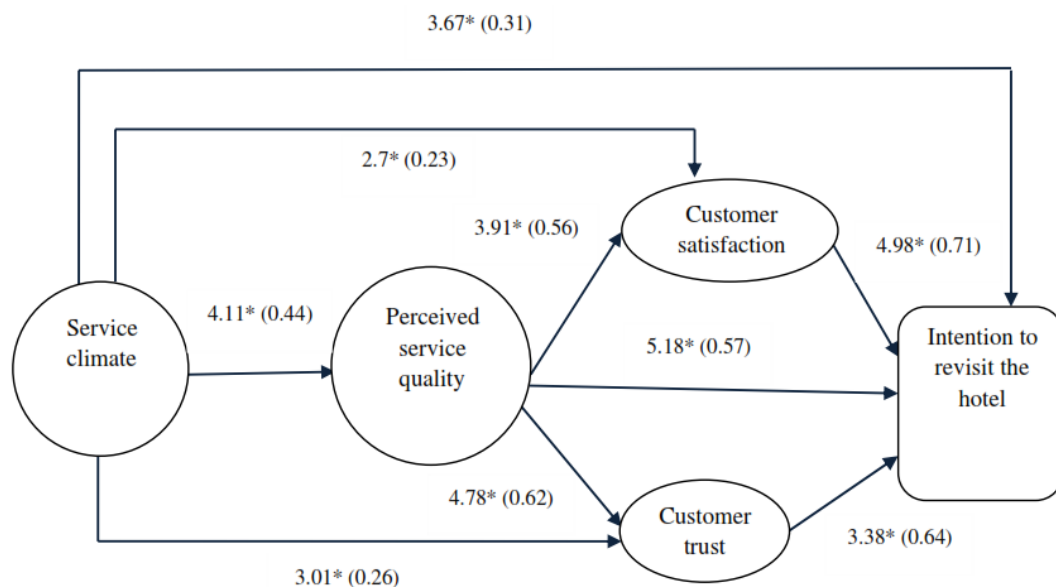 3.67* (0.31)
2.7* (0.23)
3.91* (0.56)
Customer
satisfaction
4.98* (0.71)
Service
climate
4.11* (0.44)
Perceived
service
quality
5.18* (0.57)
Intention to
revisit the
hotel
4.78* (0.62)
Customer
trust
3.38* (0.64)
3.01* (0.26)